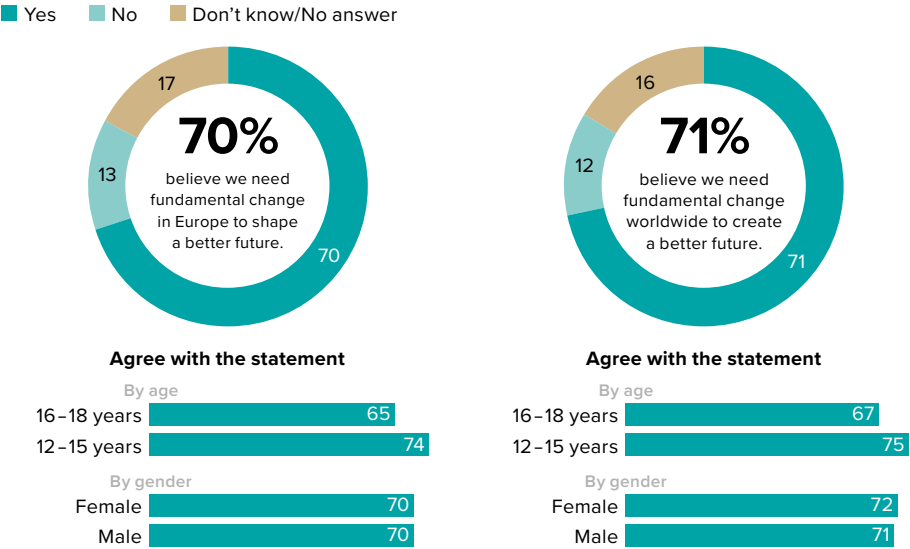 Yes No Don’t know/No answer
17
13
70
70%
believe we need
fundamental change
in Europe to shape
a better future.
16
12
71
71%
believe we need
fundamental change
worldwide to create
a better future.
Agree with the statement
By age
16–18 years 65
12–15 years 74
By gender
Female 70
Male 70
Agree with the statement
By age
16–18 years 67
12–15 years 75
By gender
Female 72
Male 71